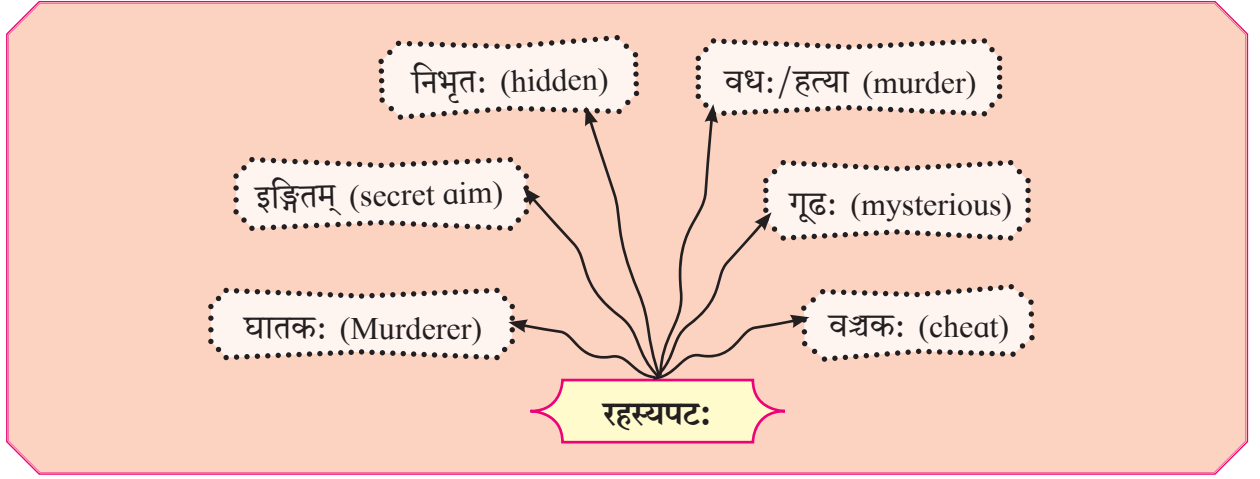 निभृतः (hidden)
वधः/हत्या (murder)
इङ्गितम् (secret aim)
गूढः (mysterious)
घातकः (Murderer)
वञ्चकः (cheat)
रहस्यपटः